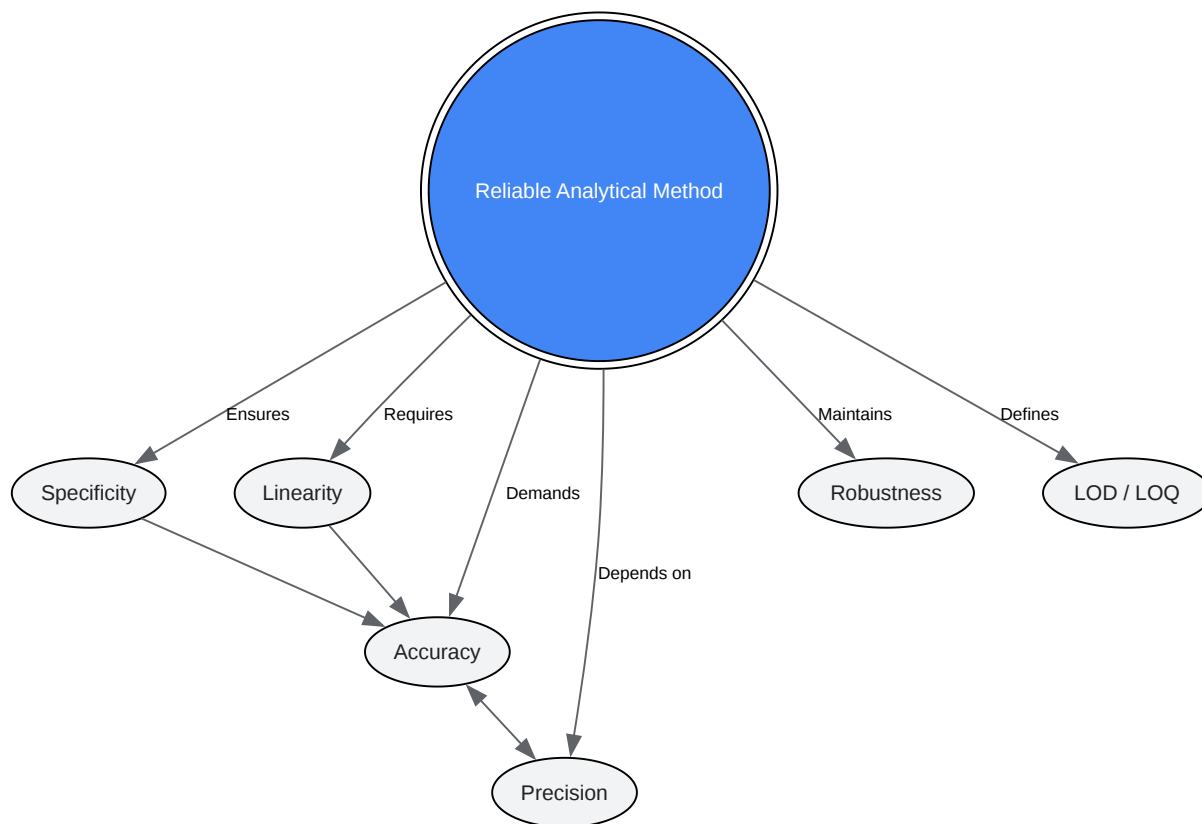 Reliable Analytical Method
Ensures
Requires
Maintains
Defines
Specificity
Linearity
Demands
Robustness
LOD / LOQ
Depends on
Accuracy
Precision